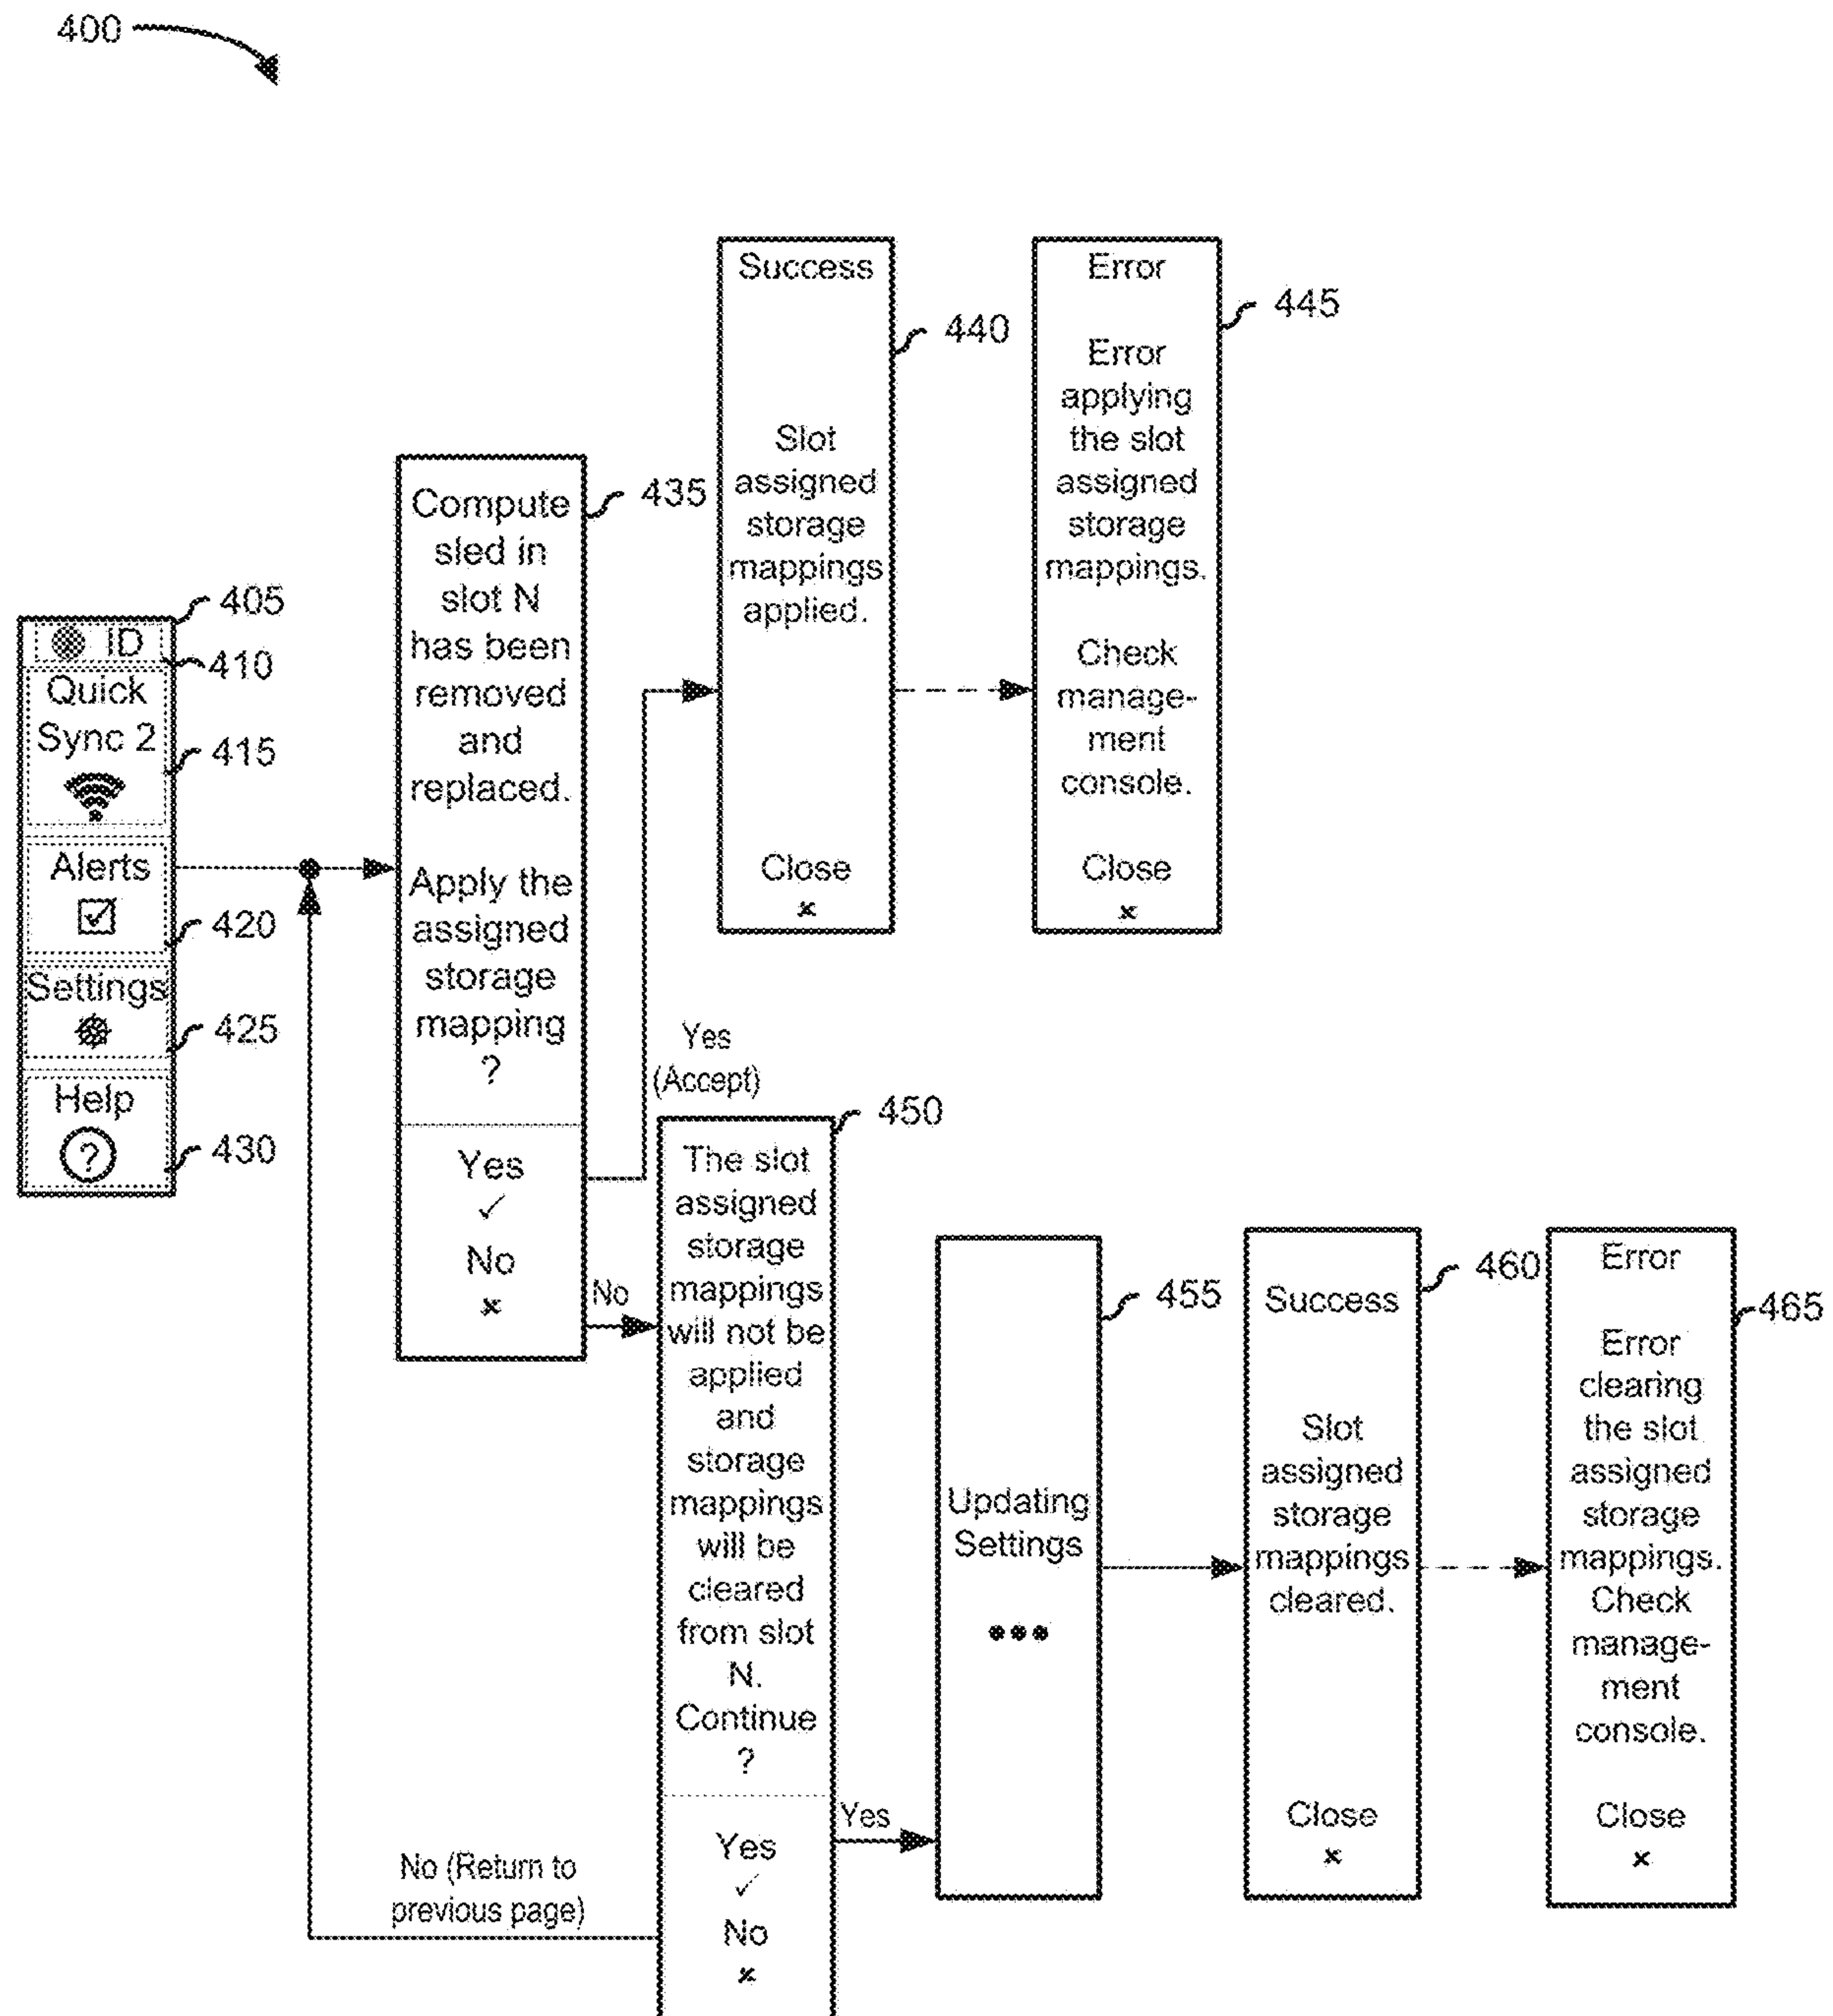 400
405
ID
410
Quick
Sync 2
415
Alerts
420
Settings
425
Help
?
430
Compute
sled in
slot N
has been
removed
and
replaced.
Apply the
assigned
storage
mapping
?
Yes
✓
No
×
435
Yes
(Accept)
No
Success
Slot
assigned
storage
mappings
applied.
Close
×
440
Error
Error
applying
the slot
assigned
storage
mappings.
Check
manage-
ment
console.
Close
×
445
450
The slot
assigned
storage
mappings
will not be
applied
and
storage
mappings
will be
cleared
from slot
N.
Continue
?
Yes
✓
No
×
No (Return to
previous page)
Yes
Updating
Settings
•••
455
Success
Slot
assigned
storage
mappings
cleared.
Close
×
460
Error
Error
clearing
the slot
assigned
storage
mappings.
Check
manage-
ment
console.
Close
×
465